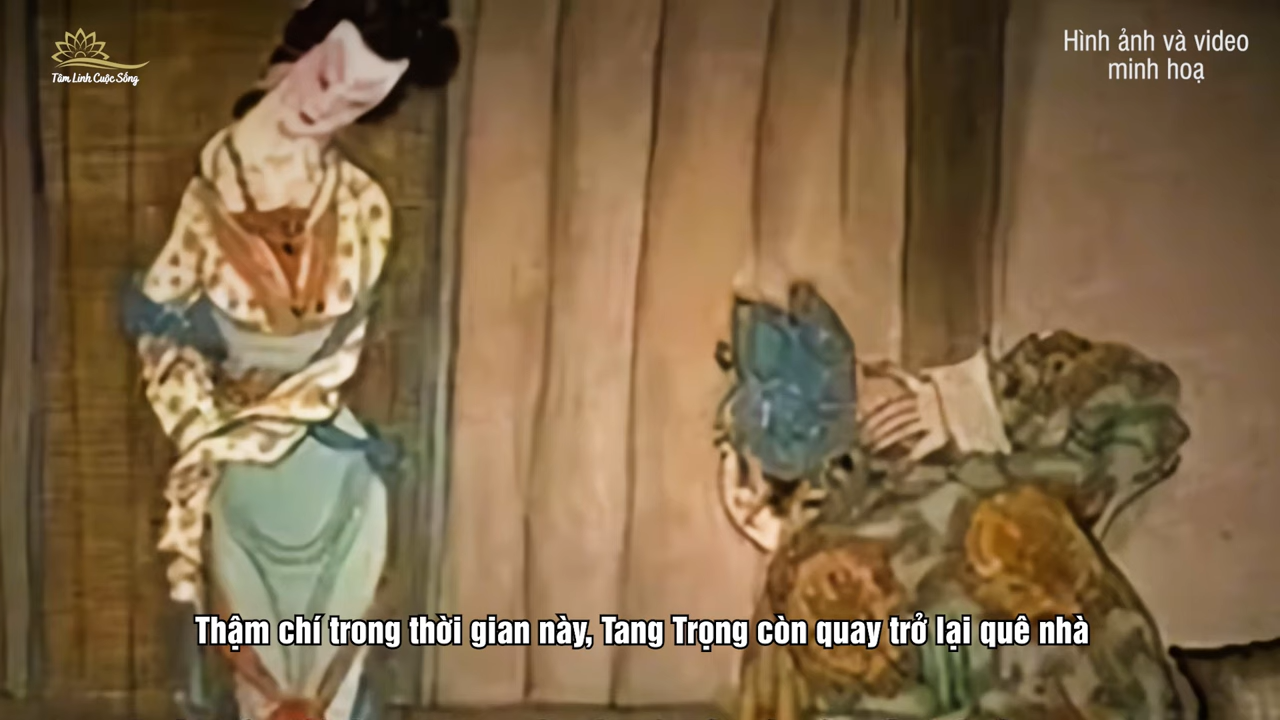 Tâm Linh Cuộc Sống
Hình ảnh và video
minh hoạ
Thậm chí trong thời gian này, Tang Trọng còn quay trở lại quê nhà